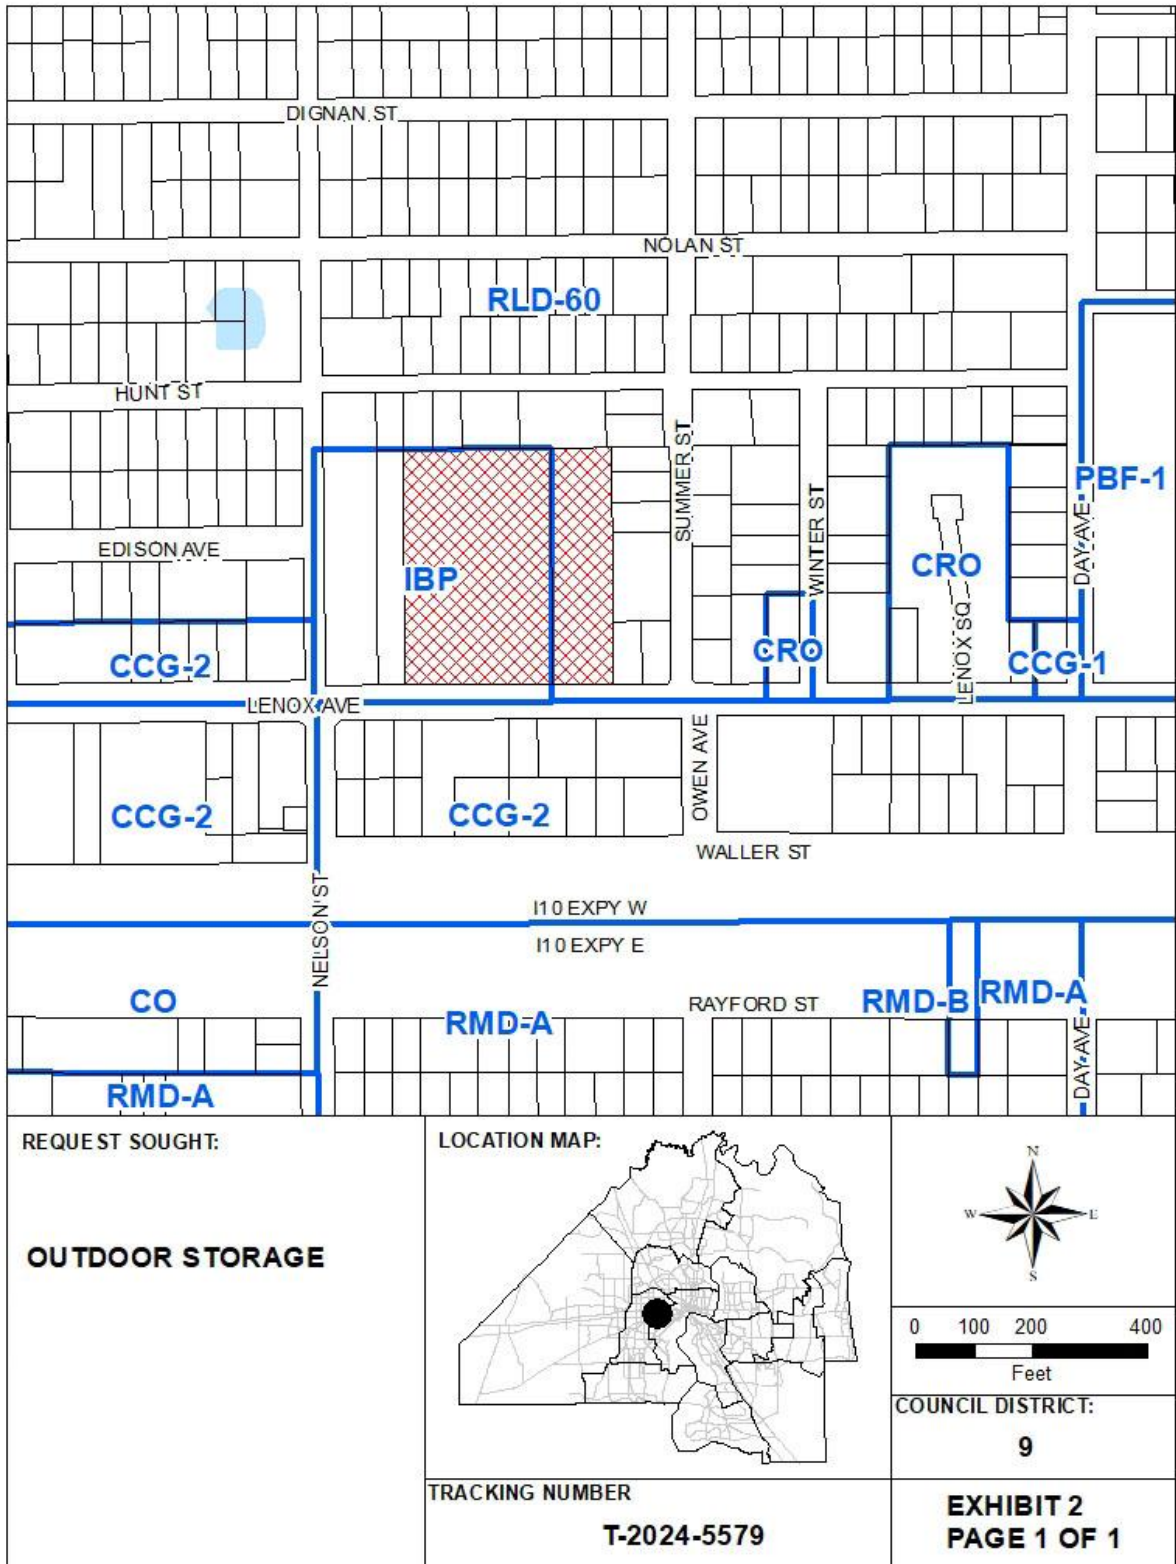 DIGNAN ST
NOLAN ST
RLD-60
HUNT ST
SUMMER ST
PBF-1
WINTER ST
DAY AVE
EDISON AVE
IBP
CRO
CRO
LENOX SQ
CCG-2
CCG-1
LENOX AVE
OWEN AVE
CCG-2
CCG-2
WALLER ST
NELSON ST
I10 EXPY W
I10 EXPY E
CO
RMD-A
RAYFORD ST
RMD-B
RMD-A
DAY AVE
RMD-A
REQUEST SOUGHT:
OUTDOOR STORAGE
LOCATION MAP:
N
W
E
S
0 100 200 400
Feet
COUNCIL DISTRICT:
9
TRACKING NUMBER
T-2024-5579
EXHIBIT 2
PAGE 1 OF 1